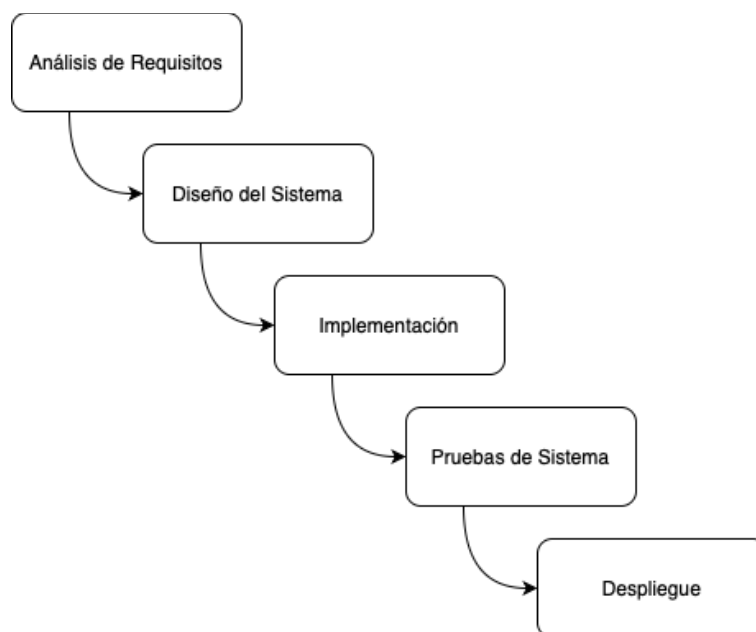 Análisis de Requisitos
Diseño del Sistema
Implementación
Pruebas de Sistema
Despliegue